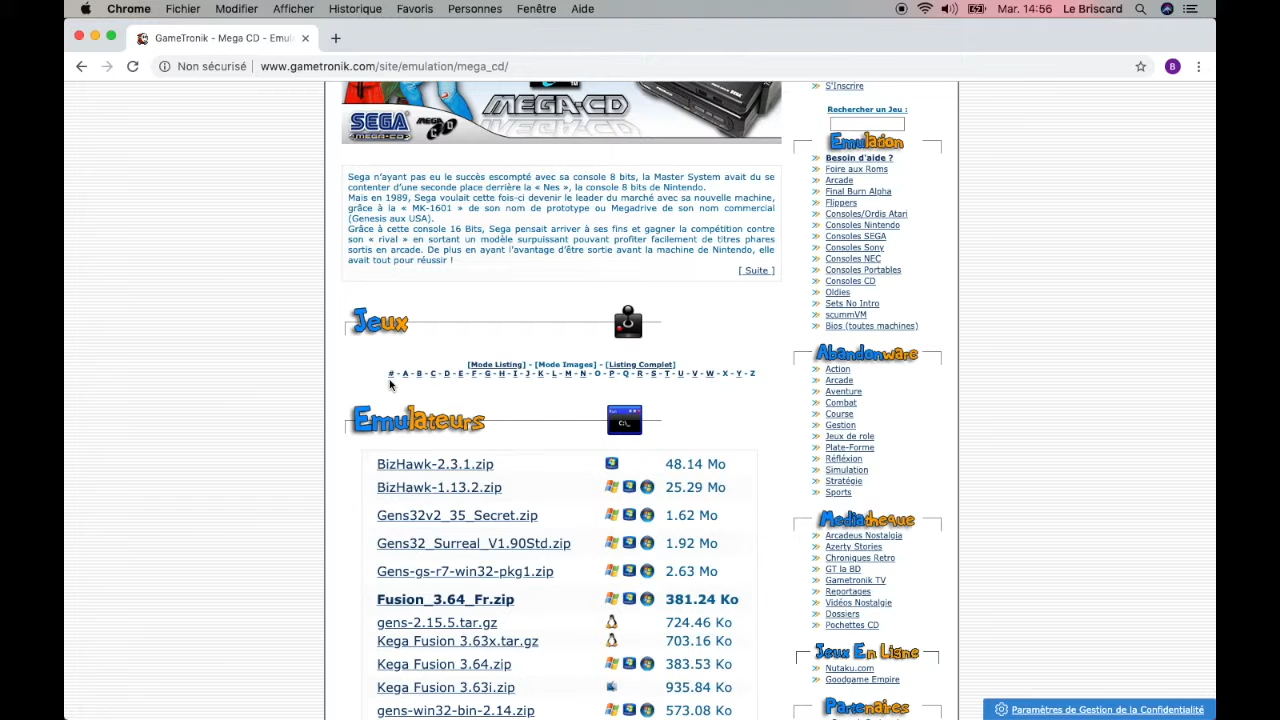 Chrome Fichier Modifier Afficher Historique Favoris Personnes Fenêtre Aide Mar. 14:56 Le Briscard
GameTronik - Mega CD - Emul
Non sécurisé www.gametronik.com/site/emulation/mega_cd/ B
SEGA
MEGA-CD
MEGA-CD
Sega n'ayant pas eu le succès escompté avec sa console 8 bits, la Master System avait du se
contenter d'une seconde place derrière la « Nes », la console 8 bits de Nintendo.
Mais en 1989, Sega voulait cette fois-ci devenir le leader du marché avec sa nouvelle machine,
grâce à la « MK-1601 » de son nom de prototype ou Megadrive de son nom commercial
(Genesis aux USA).
Grâce à cette console 16 Bits, Sega pensait arriver à ses fins et gagner la compétition contre
son « rival » en sortant un modèle surpuissant pouvant profiter facilement de titres phares
sortis en arcade. De plus en ayant l'avantage d'être sortie avant la machine de Nintendo, elle
avait tout pour réussir !
[ Suite ]
Jeux
[Mode Listing] - [Mode Images] - [Listing Complet]
# - A - B - C - D - E - F - G - H - I - J - K - L - M - N - O - P - Q - R - S - T - U - V - W - X - Y - Z
Emulateurs
C:\_
BizHawk-2.3.1.zip 48.14 Mo
BizHawk-1.13.2.zip 25.29 Mo
Gens32v2_35_Secret.zip 1.62 Mo
Gens32_Surreal_V1.90Std.zip 1.92 Mo
Gens-gs-r7-win32-pkg1.zip 2.63 Mo
Fusion_3.64_Fr.zip 381.24 Ko
gens-2.15.5.tar.gz 724.46 Ko
Kega Fusion 3.63x.tar.gz 703.16 Ko
Kega Fusion 3.64.zip 383.53 Ko
Kega Fusion 3.63i.zip 935.84 Ko
gens-win32-bin-2.14.zip 573.08 Ko
S'Inscrire
Rechercher un Jeu :
Emulation
Besoin d'aide ?
Foire aux Roms
Arcade
Final Burn Alpha
Flippers
Consoles/Ordis Atari
Consoles Nintendo
Consoles SEGA
Consoles Sony
Consoles NEC
Consoles Portables
Consoles CD
Oldies
Sets No Intro
scummVM
Bios (toutes machines)
Abandonware
Action
Arcade
Aventure
Combat
Course
Gestion
Jeux de role
Plate-Forme
Réfléxion
Simulation
Stratégie
Sports
Mediatheque
Arcadeus Nostalgia
Azerty Stories
Chroniques Retro
GT la BD
Gametronik TV
Reportages
Vidéos Nostalgie
Dossiers
Pochettes CD
Jeux En Ligne
Nutaku.com
Goodgame Empire
Partenaires
Paramètres de Gestion de la Confidentialité